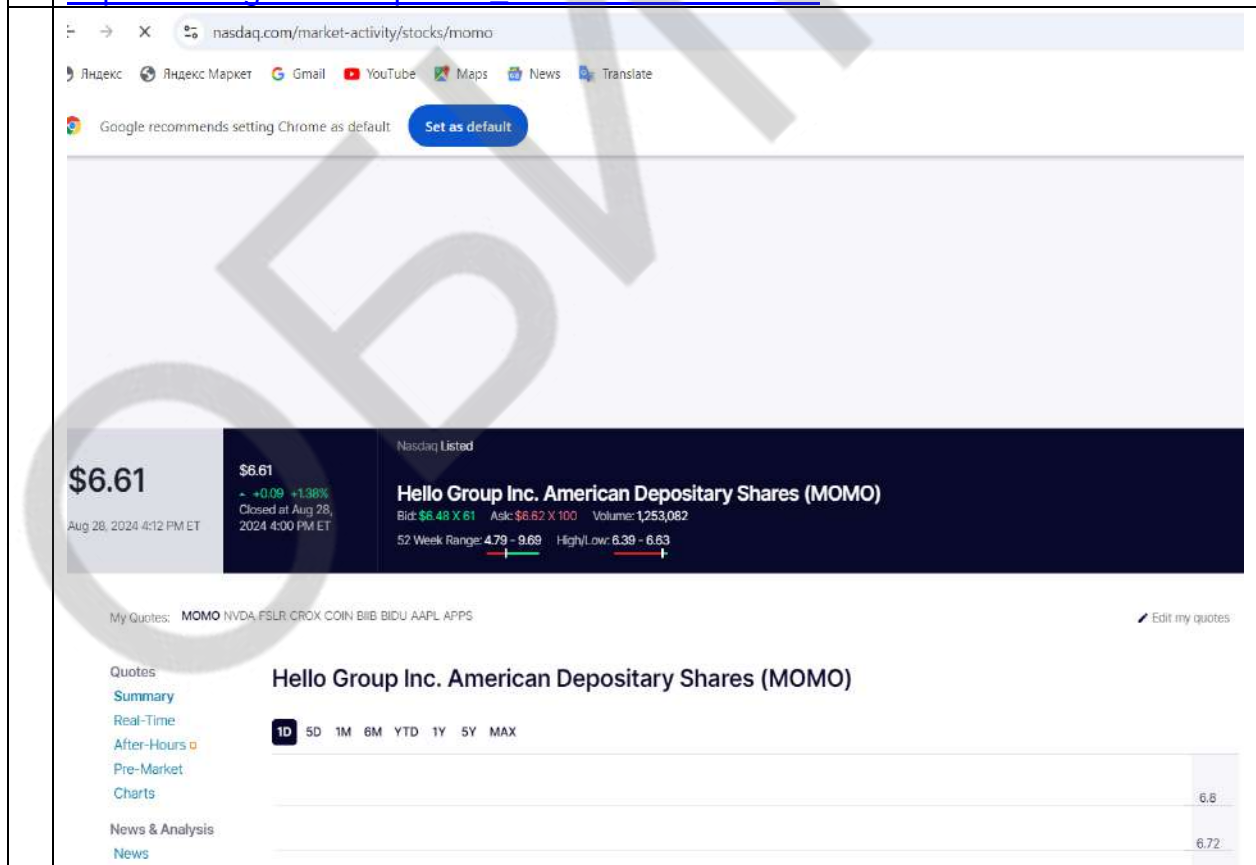 nasdaq.com/market-activity/stocks/momo
Яндекс Яндекс Маркет Gmail YouTube Maps News Translate
Google recommends setting Chrome as default Set as default
Nasdaq Listed
$6.61
Aug 28, 2024 4:12 PM ET
$6.61
+0.09 +1.38%
Closed at Aug 28,
2024 4:00 PM ET
Hello Group Inc. American Depositary Shares (MOMO)
Bid: $6.48 X 61 Ask: $6.62 X 100 Volume: 1,253,082
52 Week Range: 4.79 - 9.69 High/Low: 6.39 - 6.63
My Quotes: MOMO NVDA FSLR CROX COIN BIIB BIDU AAPL APPS
Edit my quotes
Quotes
Summary
Real-Time
After-Hours
Pre-Market
Charts
News & Analysis
News
Hello Group Inc. American Depositary Shares (MOMO)
1D 5D 1M 6M YTD 1Y 5Y MAX
6.8
6.72